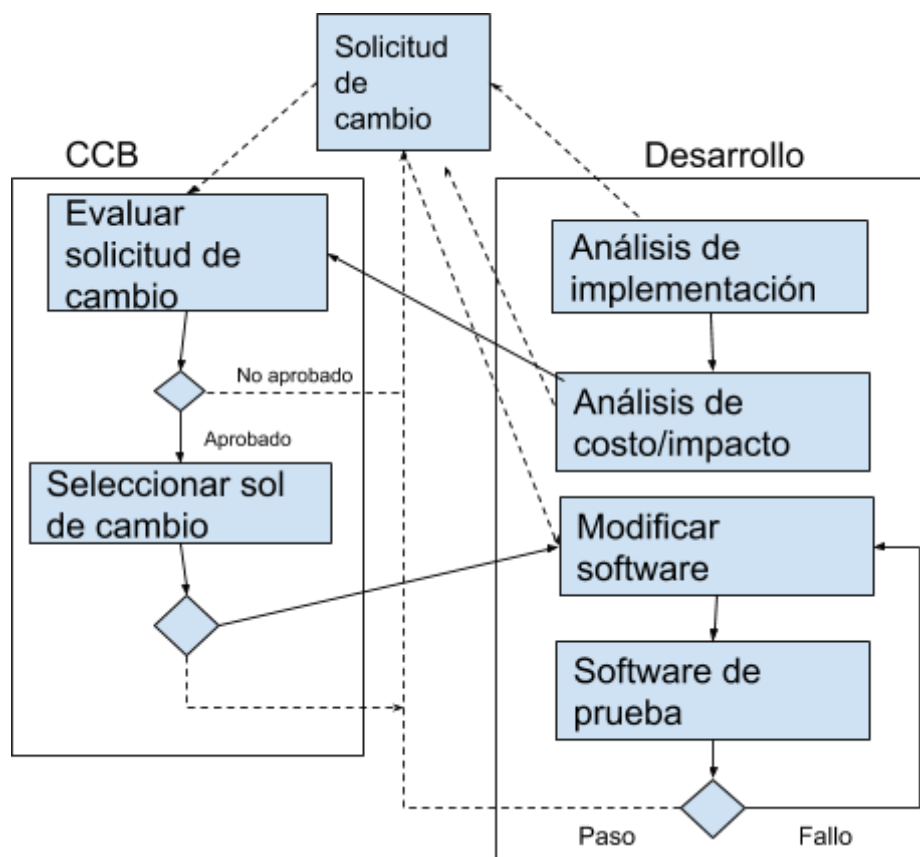 Solicitud
de
cambio
CCB
Desarrollo
Evaluar
solicitud de
cambio
Análisis de
implementación
No aprobado
Análisis de
costo/impacto
Aprobado
Seleccionar sol
de cambio
Modificar
software
Software de
prueba
Paso
Fallo